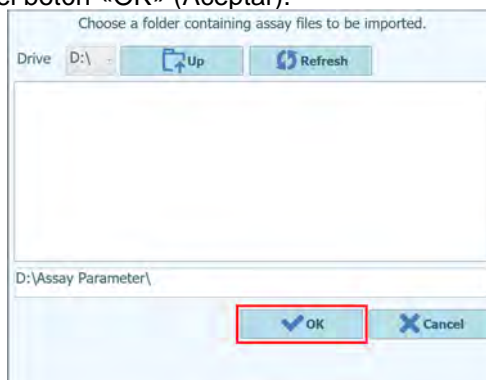 el botón «OK» (Aceptar).
Choose a folder containing assay files to be imported.
Drive D:\ Up Refresh
D:\Assay Parameter\
OK Cancel